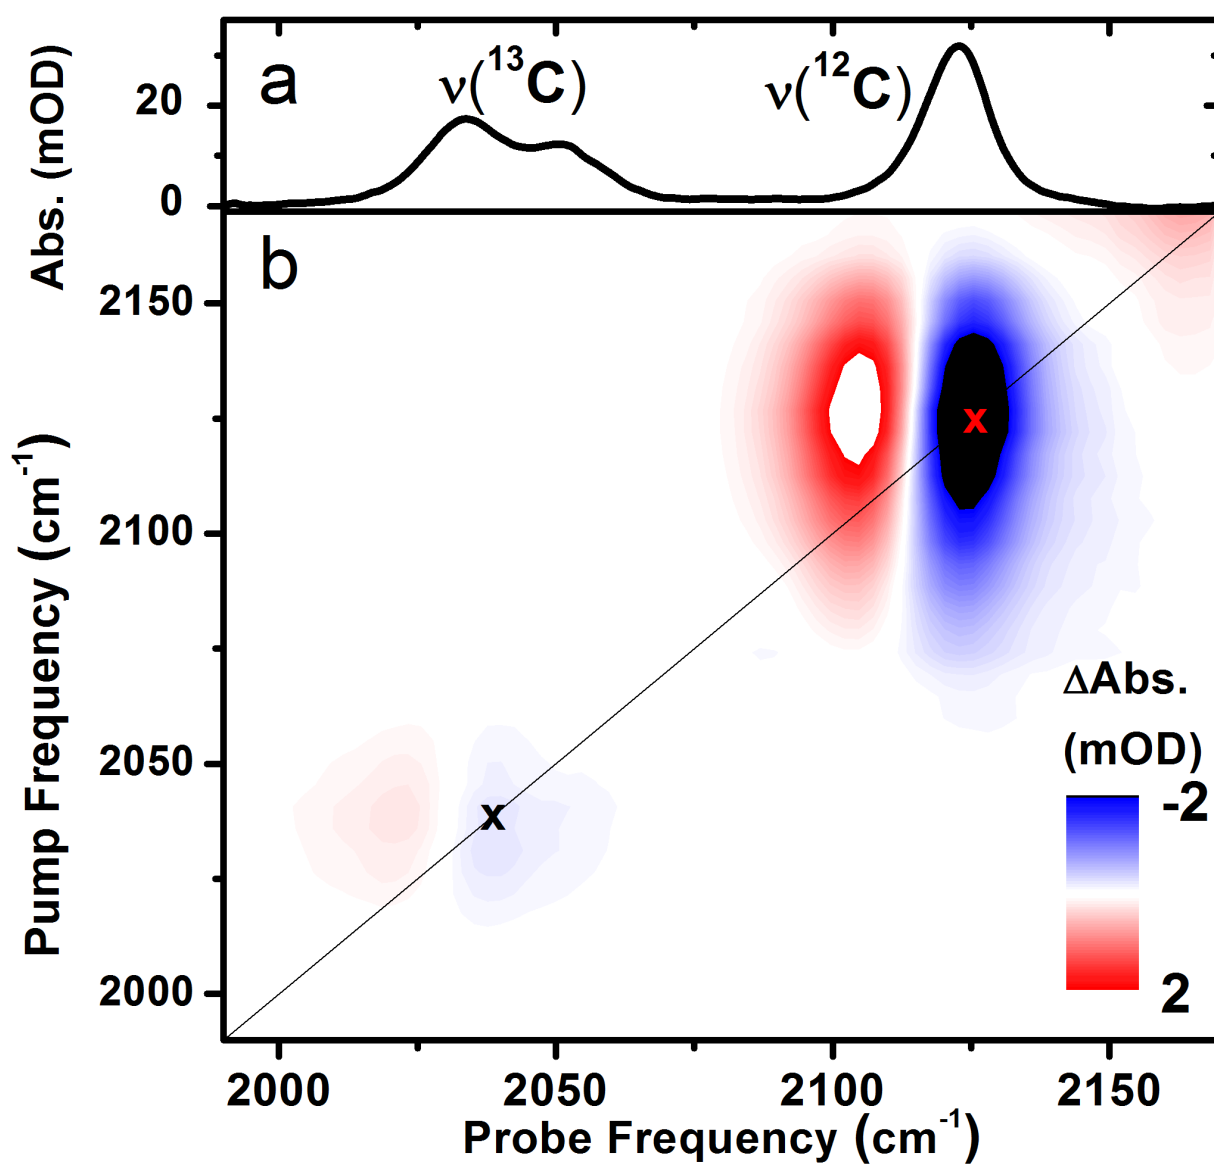 a
ν(¹³C)
ν(¹²C)
Abs. (mOD)
20
0
b
2150
2100
2050
2000
Pump Frequency (cm⁻¹)
x
x
ΔAbs.
(mOD)
-2
2
2000
2050
2100
2150
Probe Frequency (cm⁻¹)